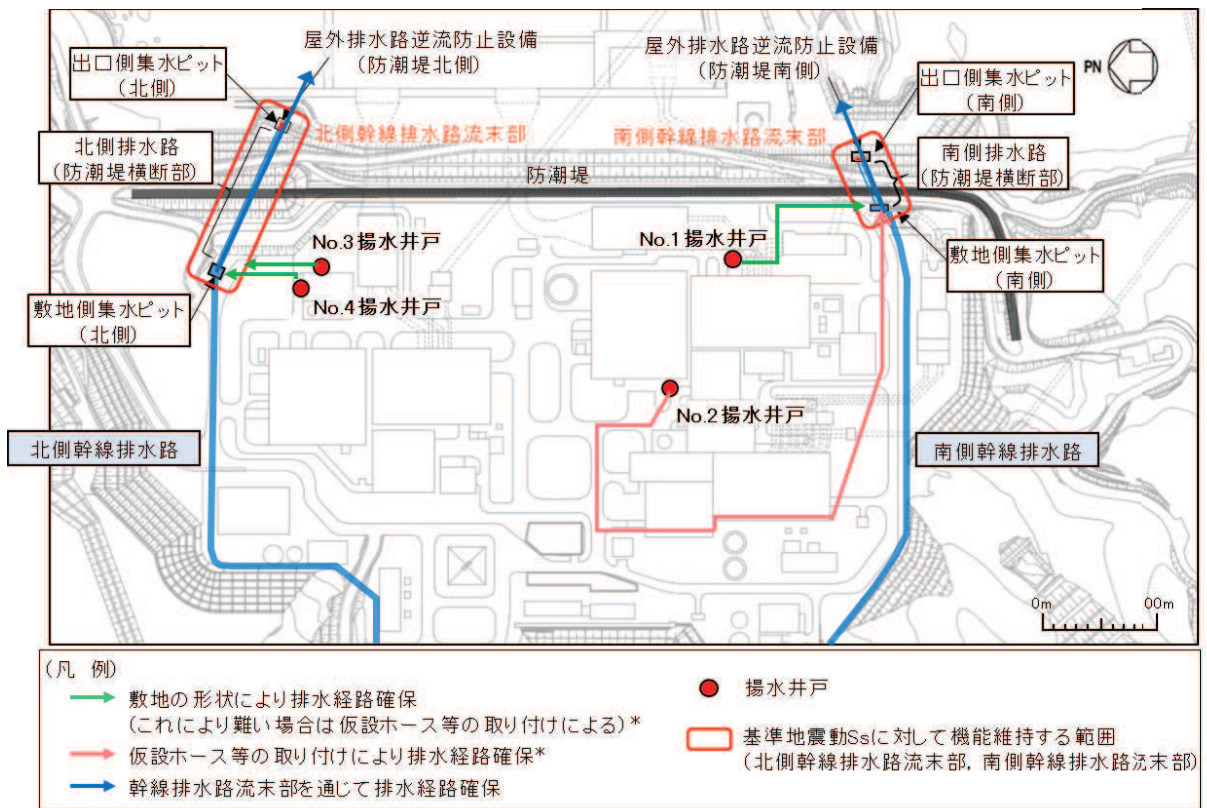 屋外排水路逆流防止設備
(防潮堤北側)
屋外排水路逆流防止設備
(防潮堤南側)
出口側集水ピット
(北側)
出口側集水ピット
(南側)
PN
北側幹線排水路流末部
南側幹線排水路流末部
北側排水路
(防潮堤横断部)
南側排水路
(防潮堤横断部)
防潮堤
No.3揚水井戸
No.1揚水井戸
No.4揚水井戸
敷地側集水ピット
(南側)
敷地側集水ピット
(北側)
No.2揚水井戸
北側幹線排水路
南側幹線排水路
0m
00m
(凡 例)
敷地の形状により排水経路確保
(これにより難い場合は仮設ホース等の取り付けによる)*
仮設ホース等の取り付けにより排水経路確保*
幹線排水路流末部を通じて排水経路確保
揚水井戸
基準地震動Ssに対して機能維持する範囲
(北側幹線排水路流末部, 南側幹線排水路流末部)